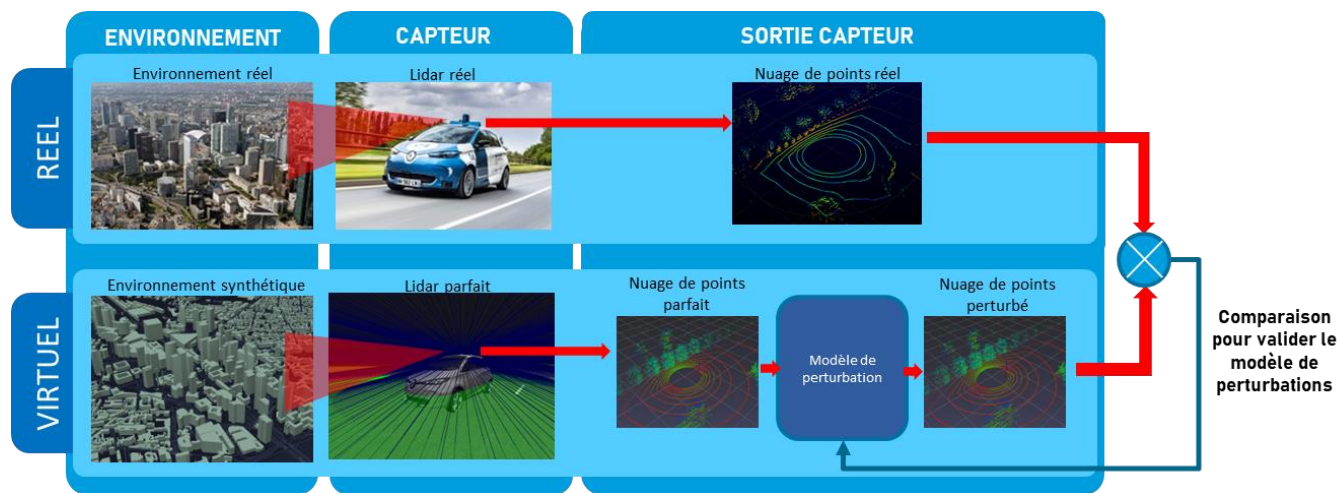 ENVIRONNEMENT
CAPTEUR
SORTIE CAPTEUR
REEL
Environnement réel
Lidar réel
Nuage de points réel
VIRTUEL
Environnement synthétique
Lidar parfait
Nuage de points
parfait
Modèle de
perturbation
Nuage de points
perturbé
Comparaison
pour valider le
modèle de
perturbations